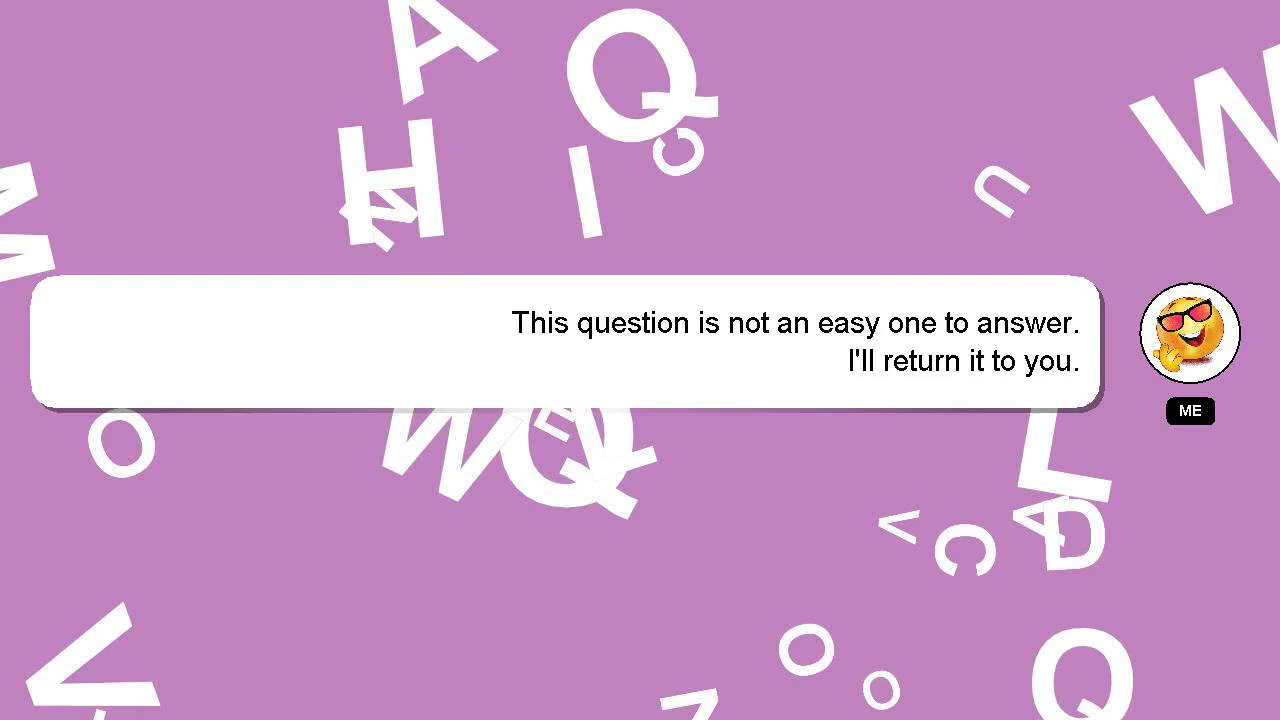 A
Q
H
I
C
W
U
M
M
This question is not an easy one to answer.
I'll return it to you.
ME
O
W
Q
E
L
L
V
C
A
D
V
O
O
Q